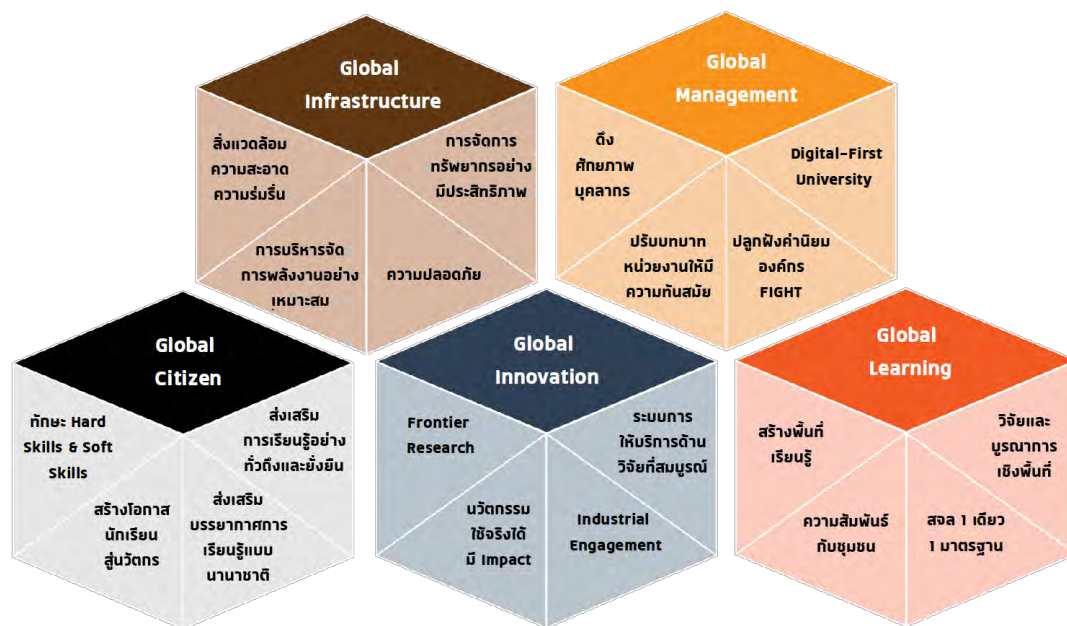 Global
Infrastructure
สิ่งแวดล้อม
ความสะอาด
ความร่มรื่น
การจัดการ
ทรัพยากรอย่าง
มีประสิทธิภาพ
การบริหารจัด
การพลังงานอย่าง
เหมาะสม
ความปลอดภัย
Global
Management
ดึง
ศักยภาพ
บุคลากร
Digital-First
University
ปรับบทบาท
หน่วยงานให้มี
ความทันสมัย
ปลูกฝังค่านิยม
องค์กร
FIGHT
Global
Citizen
ทักษะ Hard
Skills & Soft
Skills
ส่งเสริม
การเรียนรู้อย่าง
ทั่วถึงและยั่งยืน
สร้างโอกาส
นักเรียน
สู่นวัตกร
ส่งเสริม
บรรยากาศการ
เรียนรู้แบบ
นานาชาติ
Global
Innovation
Frontier
Research
ระบบการ
ให้บริการด้าน
วิจัยที่สมบูรณ์
นวัตกรรม
ใช้จริงได้
มี Impact
Industrial
Engagement
Global
Learning
สร้างพื้นที่
เรียนรู้
วิจัยและ
บูรณาการ
เชิงพื้นที่
ความสัมพันธ์
กับชุมชน
สจล 1 เดียว
1 มาตรฐาน